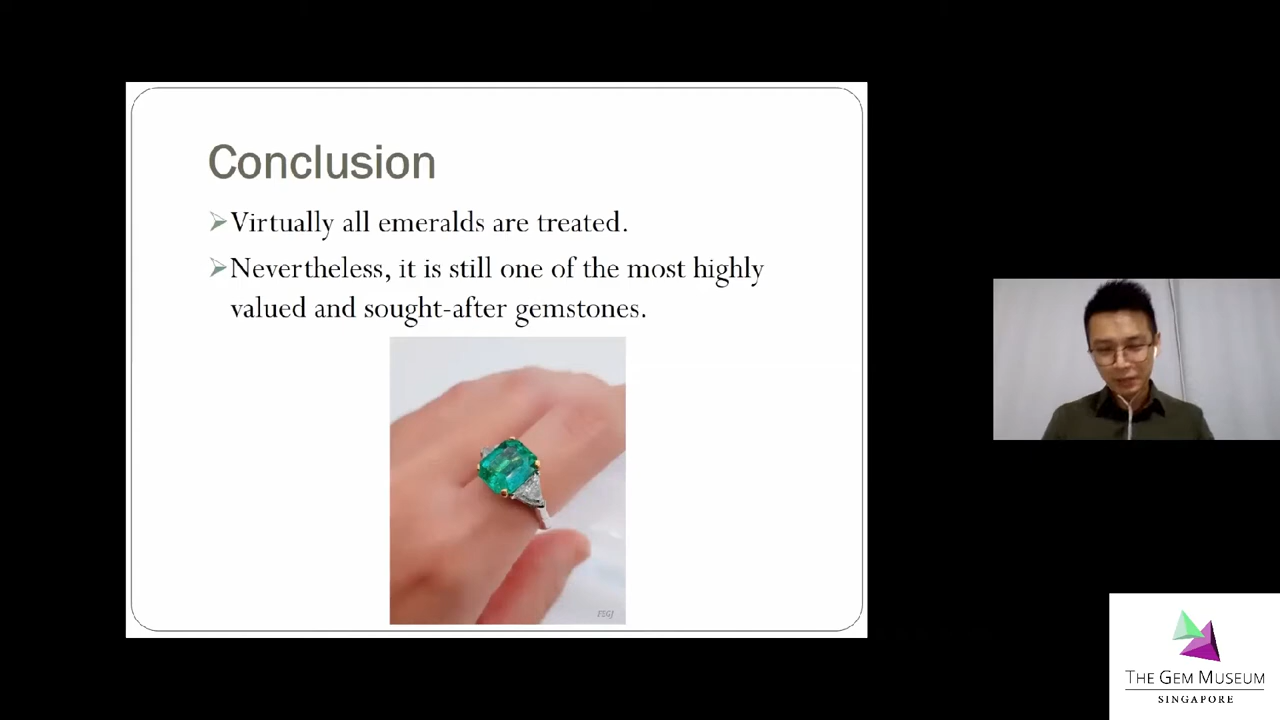 Conclusion
➢Virtually all emeralds are treated.
➢Nevertheless, it is still one of the most highly
valued and sought-after gemstones.
FEGJ
THE GEM MUSEUM
SINGAPORE